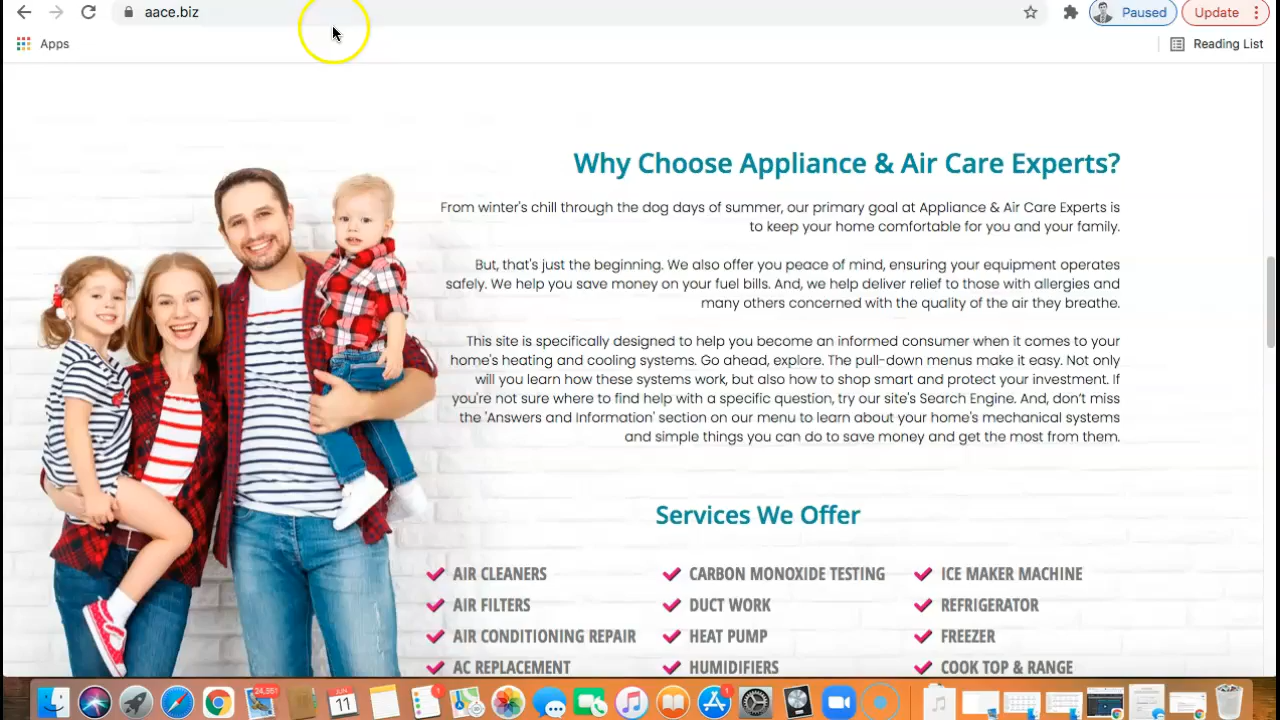 aace.biz
Paused
Update
Apps
Reading List
Why Choose Appliance & Air Care Experts?
From winter's chill through the dog days of summer, our primary goal at Appliance & Air Care Experts is
to keep your home comfortable for you and your family.
But, that's just the beginning. We also offer you peace of mind, ensuring your equipment operates
safely. We help you save money on your fuel bills. And, we help deliver relief to those with allergies and
many others concerned with the quality of the air they breathe.
This site is specifically designed to help you become an informed consumer when it comes to your
home's heating and cooling systems. Go ahead, explore. The pull-down menus make it easy. Not only
will you learn how these systems work, but also how to shop smart and protect your investment. If
you're not sure where to find help with a specific question, try our site's Search Engine. And, don't miss
the 'Answers and Information' section on our menu to learn about your home's mechanical systems
and simple things you can do to save money and get the most from them.
Services We Offer
AIR CLEANERS
CARBON MONOXIDE TESTING
ICE MAKER MACHINE
AIR FILTERS
DUCT WORK
REFRIGERATOR
AIR CONDITIONING REPAIR
HEAT PUMP
FREEZER
AC REPLACEMENT
HUMIDIFIERS
COOK TOP & RANGE
24,351
JUN
11
1
1